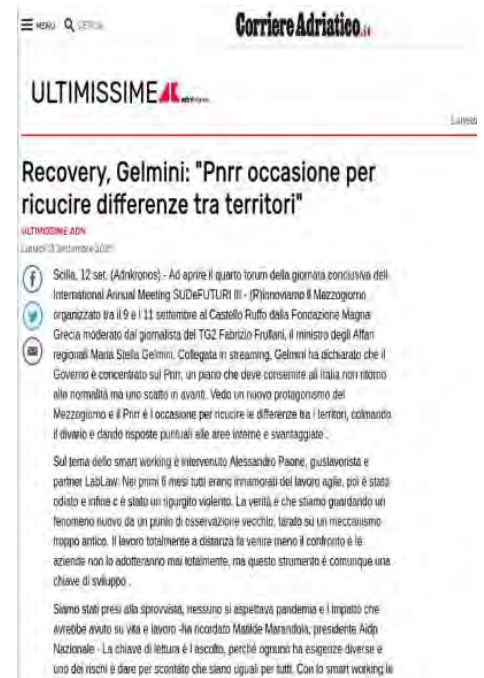 MENU CERCA
Corriere Adriatico.it
ULTIMISSIME
adnkronos
Recovery, Gelmini: "Pnrr occasione per
ricucire differenze tra territori"
ULTIMISSIME ADN
Lunedì Settembre 2021
Scilla, 12 set. (Adnkronos) - Ad aprire il quarto forum della giornata conclusiva dell
International Annual Meeting SUDeFUTURI III - (R)innoviamo il Mezzogiorno
organizzato tra il 9 e l 11 settembre al Castello Ruffo dalla Fondazione Magna
Grecia moderato dal giornalista del TG2 Fabrizio Frullani, il ministro degli Affari
regionali Maria Stella Gelmini. Collegata in streaming, Gelmini ha dichiarato che il
Governo è concentrato sul Pnrr, un piano che deve consentire all Italia non ritorno
alla normalità ma uno scatto in avanti. Vedo un nuovo protagonismo del
Mezzogiorno e il Pnrr è l occasione per ricucire le differenze tra i territori, colmando
il divario e dando risposte puntuali alle aree interne e svantaggiate .
Sul tema dello smart working è intervenuto Alessandro Paone, giuslavorista e
partner LabLaw: Nei primi 6 mesi tutti erano innamorati del lavoro agile, poi è stato
odiato e infine c è stato un rigurgito violento. La verità è che stiamo guardando un
fenomeno nuovo da un punto di osservazione vecchio, tarato su un meccanismo
troppo antico. Il lavoro totalmente a distanza fa venire meno il confronto e le
aziende non lo adotteranno mai totalmente, ma questo strumento è comunque una
chiave di sviluppo .
Siamo stati presi alla sprovvista, nessuno si aspettava pandemia e l impatto che
avrebbe avuto su vita e lavoro -ha ricordato Matilde Marandola, presidente Aidp
Nazionale - La chiave di lettura è l ascolto, perché ognuno ha esigenze diverse e
uno dei rischi è dare per scontato che siano uguali per tutti. Con lo smart working le